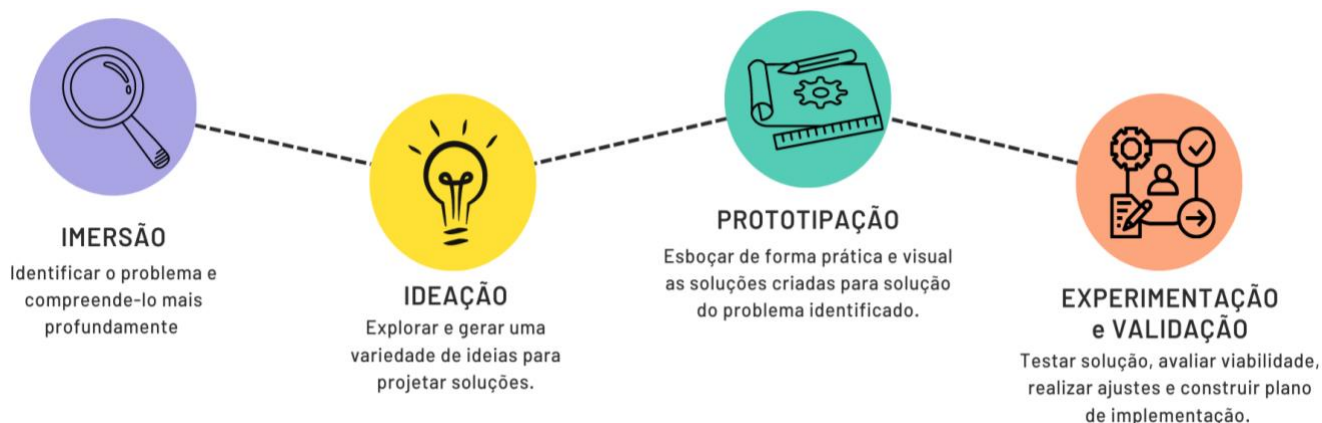 IMERSÃO
Identificar o problema e
compreende-lo mais
profundamente
IDEAÇÃO
Explorar e gerar uma
variedade de ideias para
projetar soluções.
PROTOTIPAÇÃO
Esboçar de forma prática e visual
as soluções criadas para solução
do problema identificado.
EXPERIMENTAÇÃO
e VALIDAÇÃO
Testar solução, avaliar viabilidade,
realizar ajustes e construir plano
de implementação.